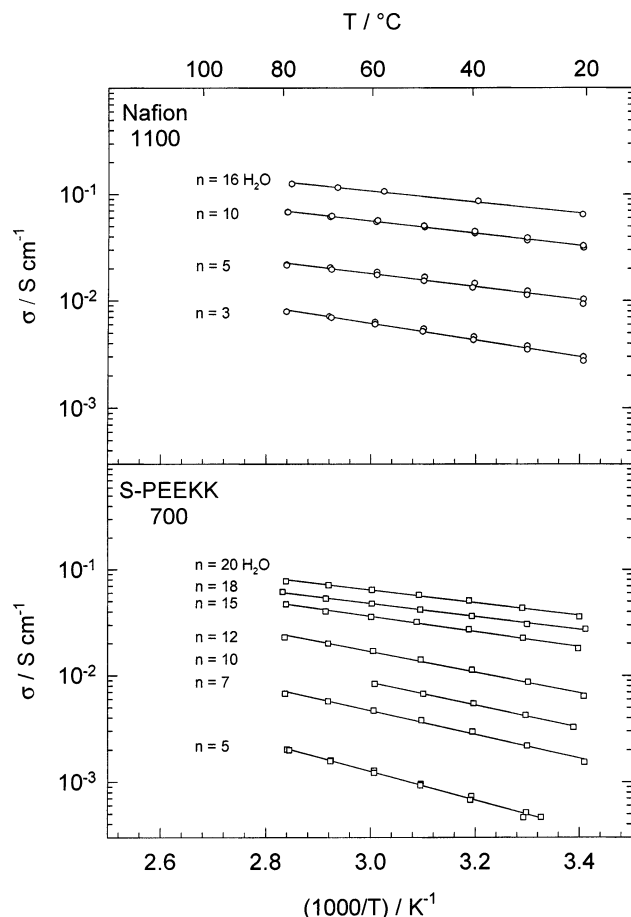 T / °C
100 80 60 40 20
Nafion
1100
10⁻¹
10⁻²
10⁻³
σ / S cm⁻¹
n = 16 H₂O
n = 10
n = 5
n = 3
S-PEEKK
700
10⁻¹
10⁻²
10⁻³
σ / S cm⁻¹
n = 20 H₂O
n = 18
n = 15
n = 12
n = 10
n = 7
n = 5
2.6 2.8 3.0 3.2 3.4
(1000/T) / K⁻¹